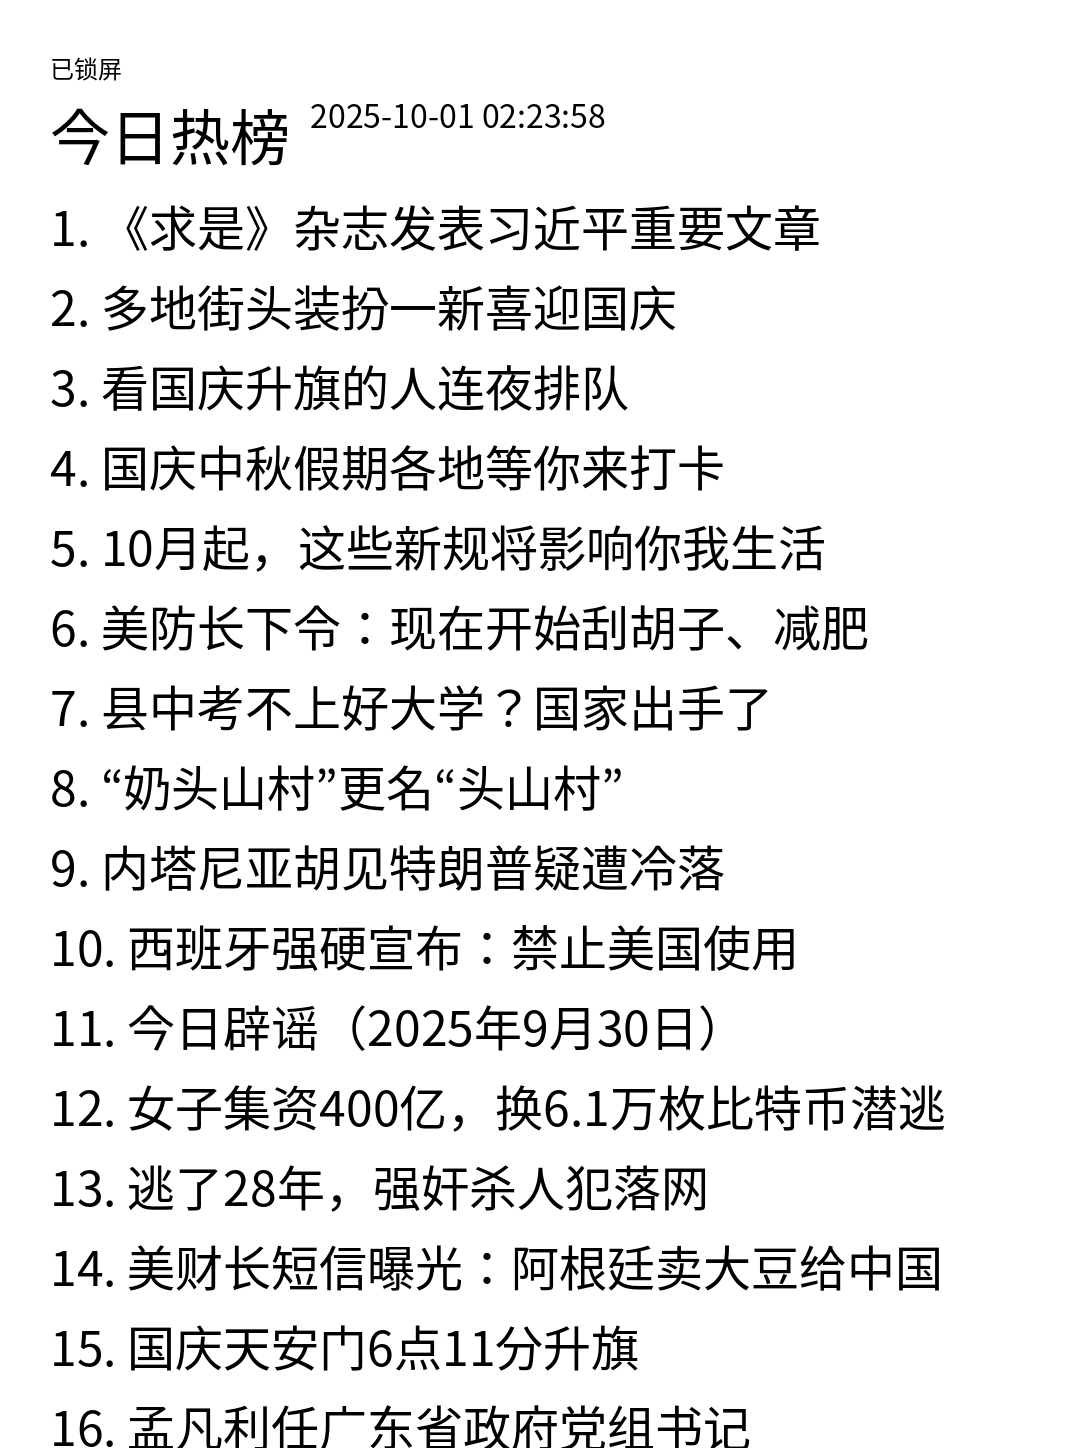 已锁屏
今日热榜 2025-10-01 02:23:58
1. 《求是》杂志发表习近平重要文章
2. 多地街头装扮一新喜迎国庆
3. 看国庆升旗的人连夜排队
4. 国庆中秋假期各地等你来打卡
5. 10月起，这些新规将影响你我生活
6. 美防长下令：现在开始刮胡子、减肥
7. 县中考不上好大学？国家出手了
8. “奶头山村”更名“头山村”
9. 内塔尼亚胡见特朗普疑遭冷落
10. 西班牙强硬宣布：禁止美国使用
11. 今日辟谣（2025年9月30日）
12. 女子集资400亿，换6.1万枚比特币潜逃
13. 逃了28年，强奸杀人犯落网
14. 美财长短信曝光：阿根廷卖大豆给中国
15. 国庆天安门6点11分升旗
16. 孟凡利任广东省政府党组书记